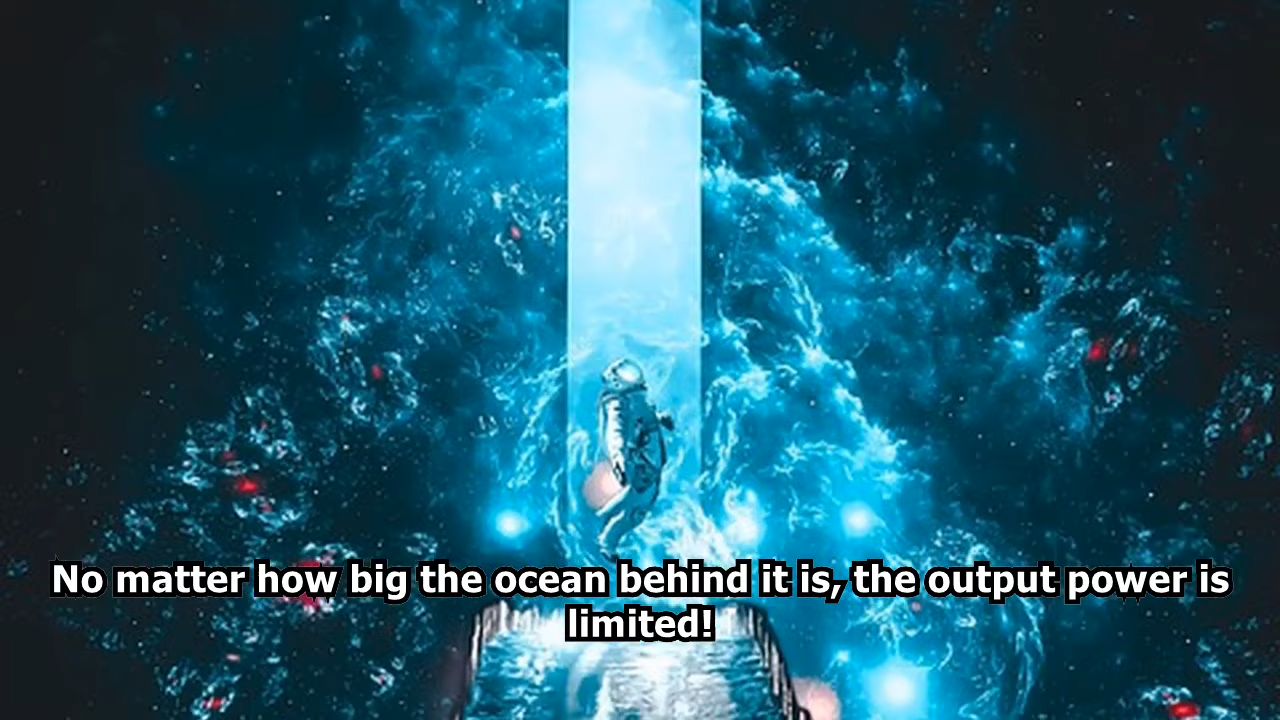 No matter how big the ocean behind it is, the output power is
limited!